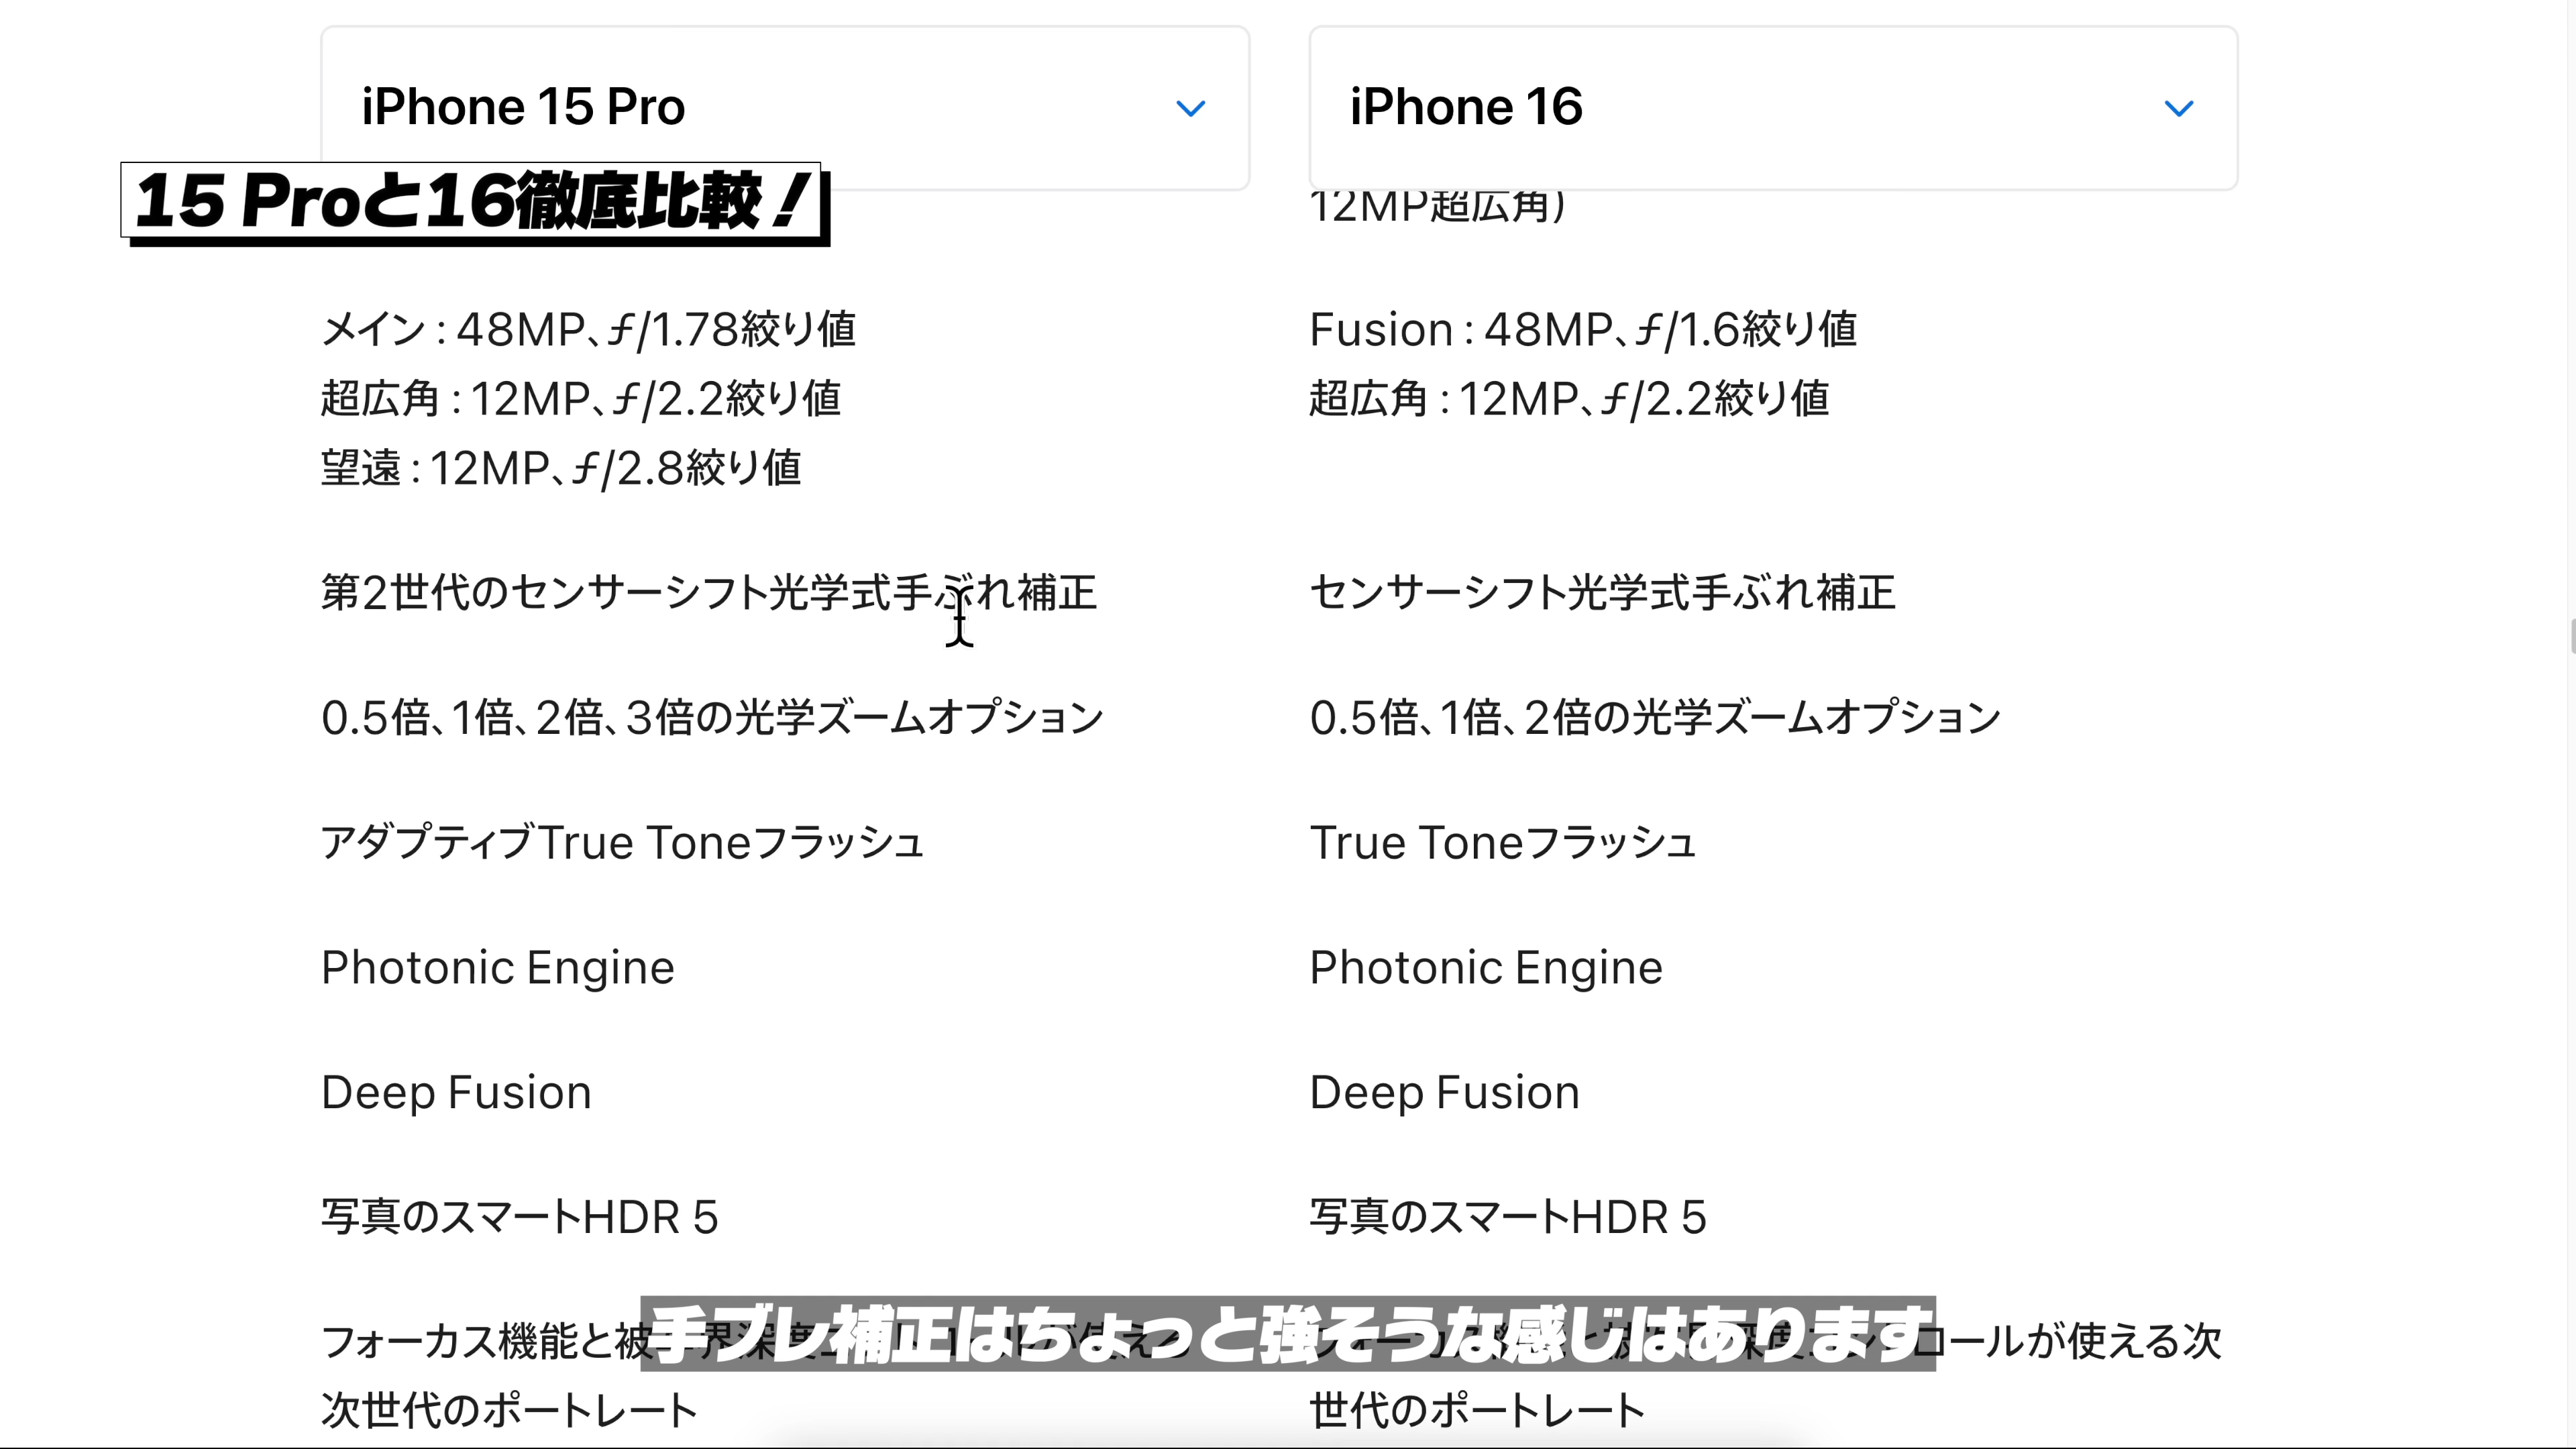 iPhone 15 Pro
iPhone 16
15 Proと16徹底比較！
12MP超広角)
メイン：48MP、ƒ/1.78絞り値
超広角：12MP、ƒ/2.2絞り値
望遠：12MP、ƒ/2.8絞り値
Fusion：48MP、ƒ/1.6絞り値
超広角：12MP、ƒ/2.2絞り値
第2世代のセンサーシフト光学式手ぶれ補正
センサーシフト光学式手ぶれ補正
0.5倍、1倍、2倍、3倍の光学ズームオプション
0.5倍、1倍、2倍の光学ズームオプション
アダプティブTrue Toneフラッシュ
True Toneフラッシュ
Photonic Engine
Photonic Engine
Deep Fusion
Deep Fusion
写真のスマートHDR 5
写真のスマートHDR 5
フォーカス機能と被
ロールが使える次
手ブレ補正はちょっと強そうな感じはあります
次世代のポートレート
世代のポートレート